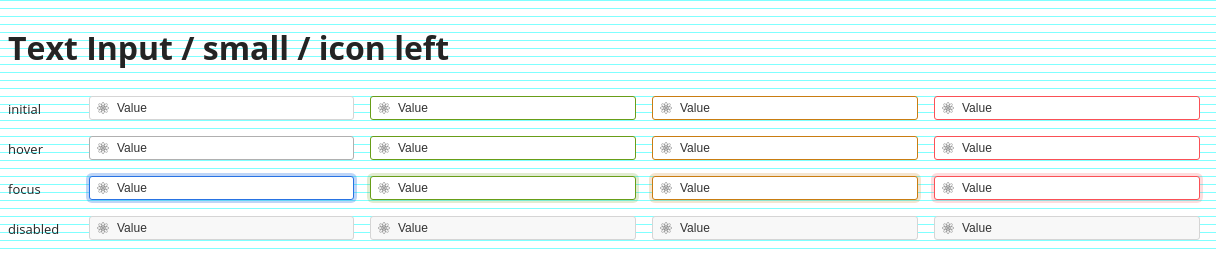 Text Input / small / icon left
initial Value Value Value Value
hover Value Value Value Value
focus Value Value Value Value
disabled Value Value Value Value